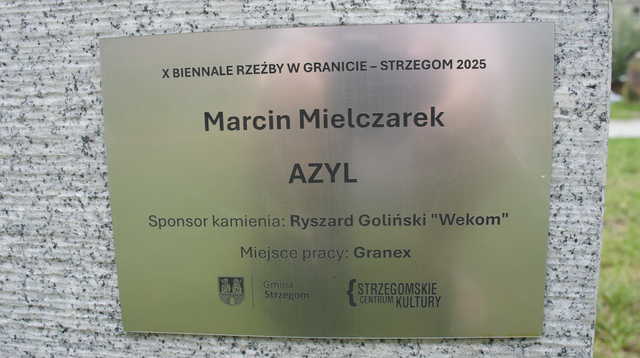 X BIENNALE RZEŹBY W GRANICIE – STRZEGOM 2025
Marcin Mielczarek
AZYL
Sponsor kamienia: Ryszard Goliński "Wekom"
Miejsce pracy: Granex
Gmina
Strzegom
STRZEGOMSKIE
CENTRUM KULTURY